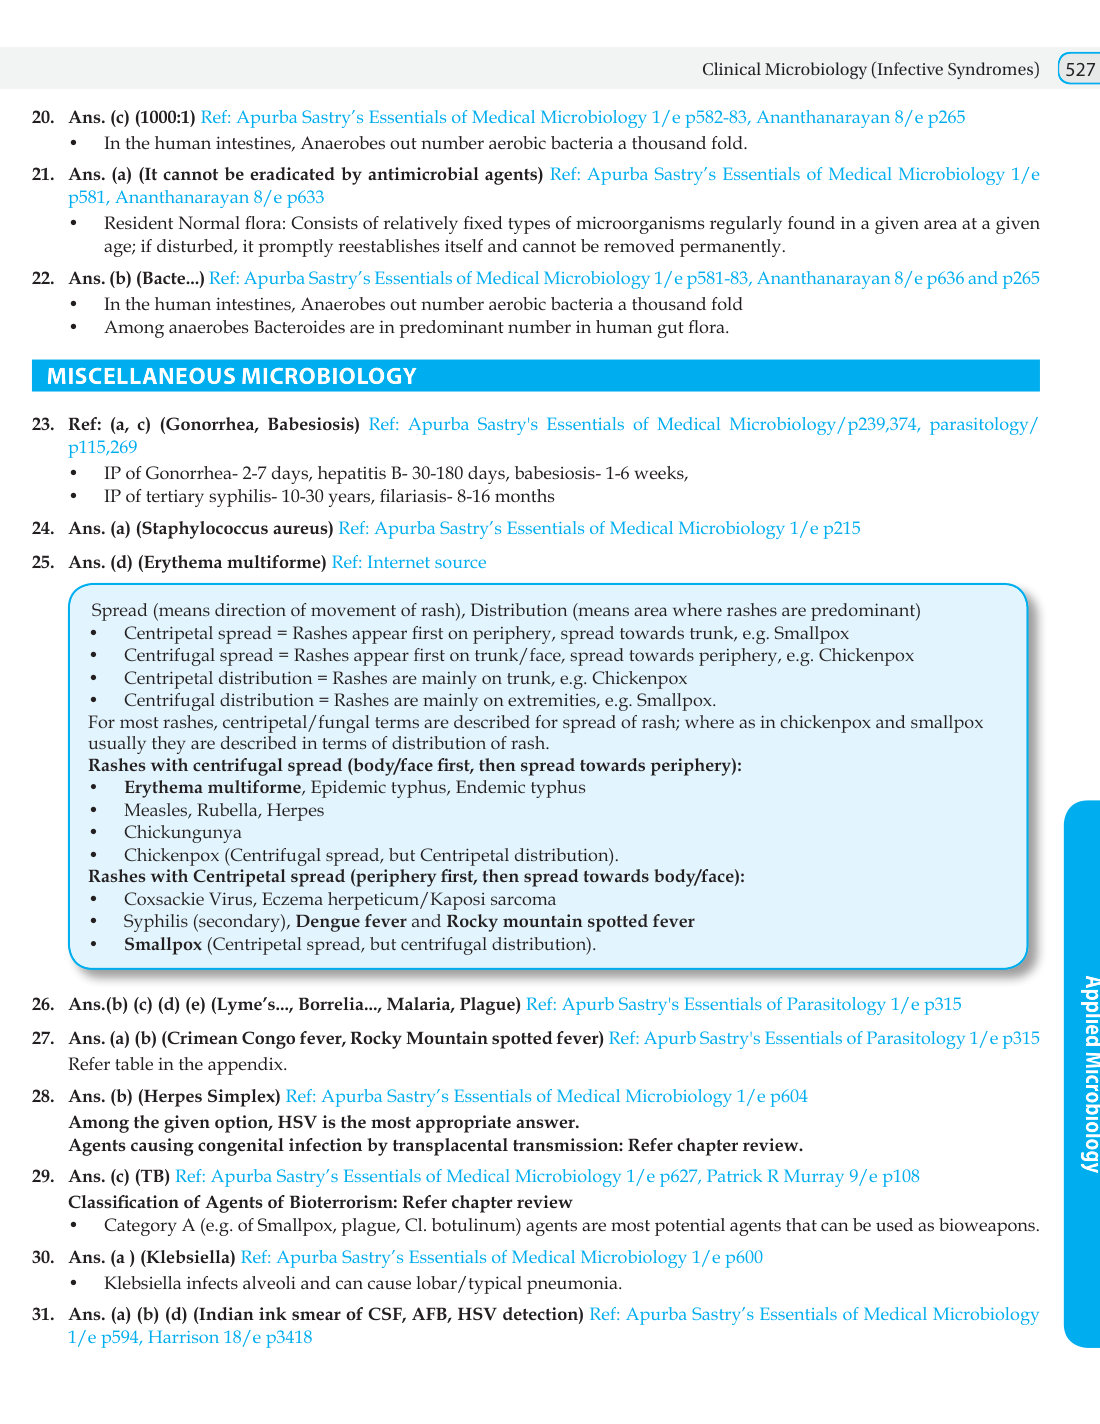 Clinical Microbiology (Infective Syndromes) 527
20. Ans. (c) (1000:1) Ref: Apurba Sastry’s Essentials of Medical Microbiology 1/e p582-83, Ananthanarayan 8/e p265
• In the human intestines, Anaerobes out number aerobic bacteria a thousand fold.
21. Ans. (a) (It cannot be eradicated by antimicrobial agents) Ref: Apurba Sastry’s Essentials of Medical Microbiology 1/e
p581, Ananthanarayan 8/e p633
• Resident Normal flora: Consists of relatively fixed types of microorganisms regularly found in a given area at a given
age; if disturbed, it promptly reestablishes itself and cannot be removed permanently.
22. Ans. (b) (Bacte...) Ref: Apurba Sastry’s Essentials of Medical Microbiology 1/e p581-83, Ananthanarayan 8/e p636 and p265
• In the human intestines, Anaerobes out number aerobic bacteria a thousand fold
• Among anaerobes Bacteroides are in predominant number in human gut flora.
MISCELLANEOUS MICROBIOLOGY
23. Ref: (a, c) (Gonorrhea, Babesiosis) Ref: Apurba Sastry's Essentials of Medical Microbiology/p239,374, parasitology/
p115,269
• IP of Gonorrhea- 2-7 days, hepatitis B- 30-180 days, babesiosis- 1-6 weeks,
• IP of tertiary syphilis- 10-30 years, filariasis- 8-16 months
24. Ans. (a) (Staphylococcus aureus) Ref: Apurba Sastry’s Essentials of Medical Microbiology 1/e p215
25. Ans. (d) (Erythema multiforme) Ref: Internet source
Spread (means direction of movement of rash), Distribution (means area where rashes are predominant)
• Centripetal spread = Rashes appear first on periphery, spread towards trunk, e.g. Smallpox
• Centrifugal spread = Rashes appear first on trunk/face, spread towards periphery, e.g. Chickenpox
• Centripetal distribution = Rashes are mainly on trunk, e.g. Chickenpox
• Centrifugal distribution = Rashes are mainly on extremities, e.g. Smallpox.
For most rashes, centripetal/fungal terms are described for spread of rash; where as in chickenpox and smallpox
usually they are described in terms of distribution of rash.
Rashes with centrifugal spread (body/face first, then spread towards periphery):
• Erythema multiforme, Epidemic typhus, Endemic typhus
• Measles, Rubella, Herpes
• Chickungunya
• Chickenpox (Centrifugal spread, but Centripetal distribution).
Rashes with Centripetal spread (periphery first, then spread towards body/face):
• Coxsackie Virus, Eczema herpeticum/Kaposi sarcoma
• Syphilis (secondary), Dengue fever and Rocky mountain spotted fever
• Smallpox (Centripetal spread, but centrifugal distribution).
26. Ans.(b) (c) (d) (e) (Lyme’s..., Borrelia..., Malaria, Plague) Ref: Apurb Sastry's Essentials of Parasitology 1/e p315
27. Ans. (a) (b) (Crimean Congo fever, Rocky Mountain spotted fever) Ref: Apurb Sastry's Essentials of Parasitology 1/e p315
Refer table in the appendix.
28. Ans. (b) (Herpes Simplex) Ref: Apurba Sastry’s Essentials of Medical Microbiology 1/e p604
Among the given option, HSV is the most appropriate answer.
Agents causing congenital infection by transplacental transmission: Refer chapter review.
29. Ans. (c) (TB) Ref: Apurba Sastry’s Essentials of Medical Microbiology 1/e p627, Patrick R Murray 9/e p108
Classification of Agents of Bioterrorism: Refer chapter review
• Category A (e.g. of Smallpox, plague, Cl. botulinum) agents are most potential agents that can be used as bioweapons.
30. Ans. (a ) (Klebsiella) Ref: Apurba Sastry’s Essentials of Medical Microbiology 1/e p600
• Klebsiella infects alveoli and can cause lobar/typical pneumonia.
31. Ans. (a) (b) (d) (Indian ink smear of CSF, AFB, HSV detection) Ref: Apurba Sastry’s Essentials of Medical Microbiology
1/e p594, Harrison 18/e p3418
Applied Microbiology